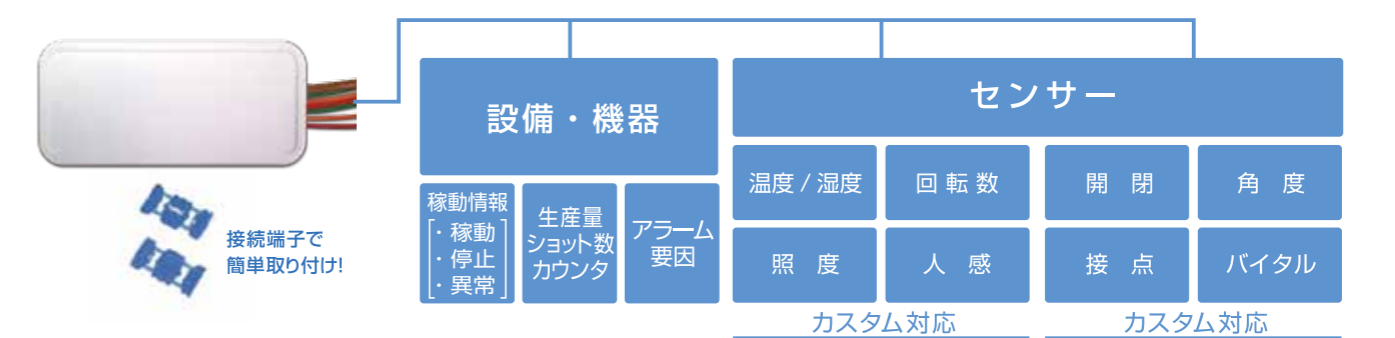 接続端子で
簡単取り付け!
設備・機器
稼動情報
・稼動
・停止
・異常
生産量
ショット数
カウンタ
アラーム
要因
センサー
温度 / 湿度
回転数
開 閉
角 度
照 度
人 感
接 点
バイタル
カスタム対応
カスタム対応